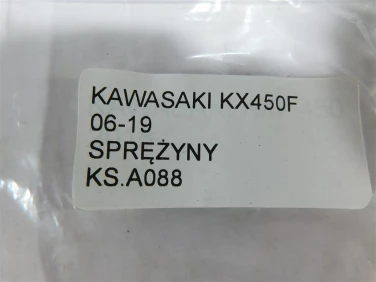 KAWASAKI KX450F
06-19
SPRĘŻYNY
KS.A088